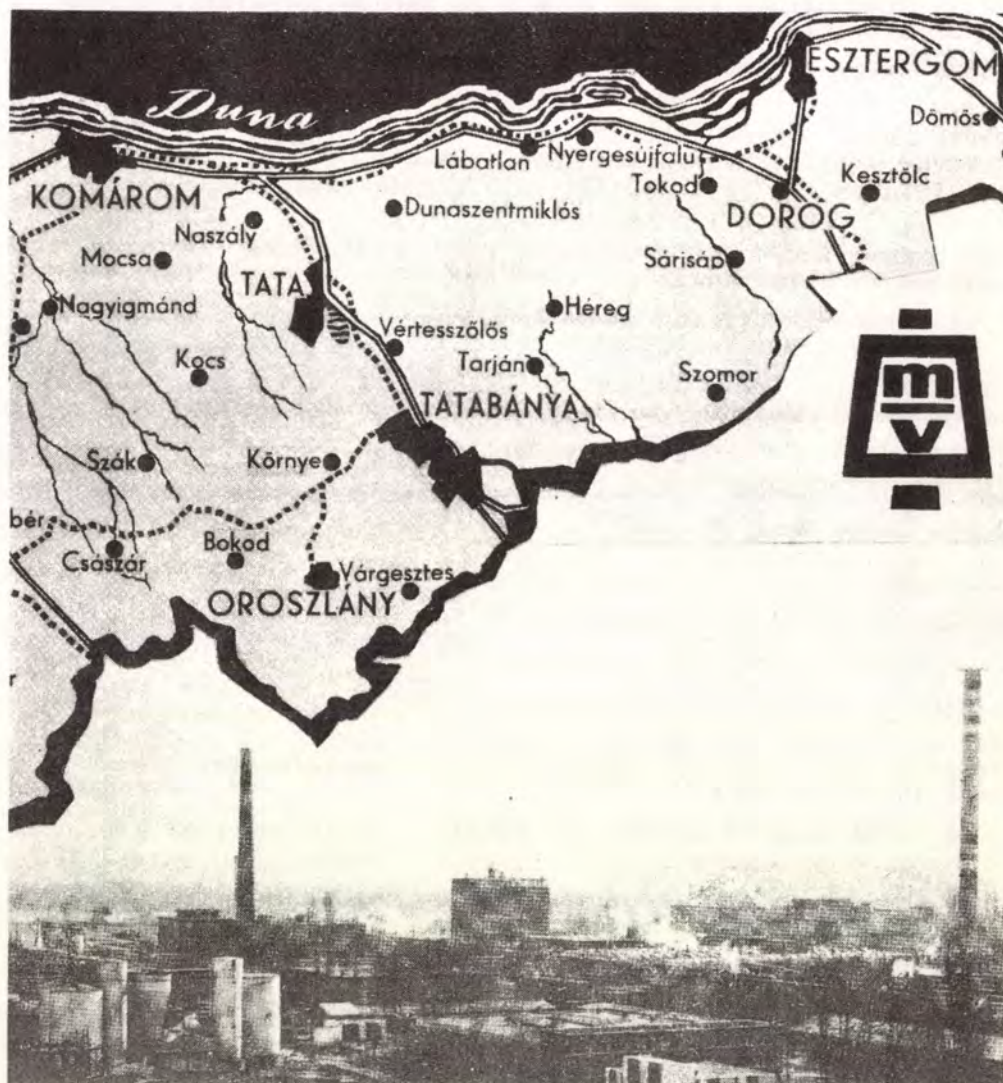 ESZTERGOM
Duna
Dömös
Lábatlan
Nyergesújfalu
Tokod
Kesztölc
KOMÁROM
DOROG
Dunaszentmiklós
Naszály
Mocsa
Sárisáp
TATA
Nagyigmánd
Héreg
Vértesszőlős
Kocs
Tarján
Szomor
m
v
TATABÁNYA
Szák
Környe
bér
Császár
Bokod
Várgesztes
OROSZLÁNY
r